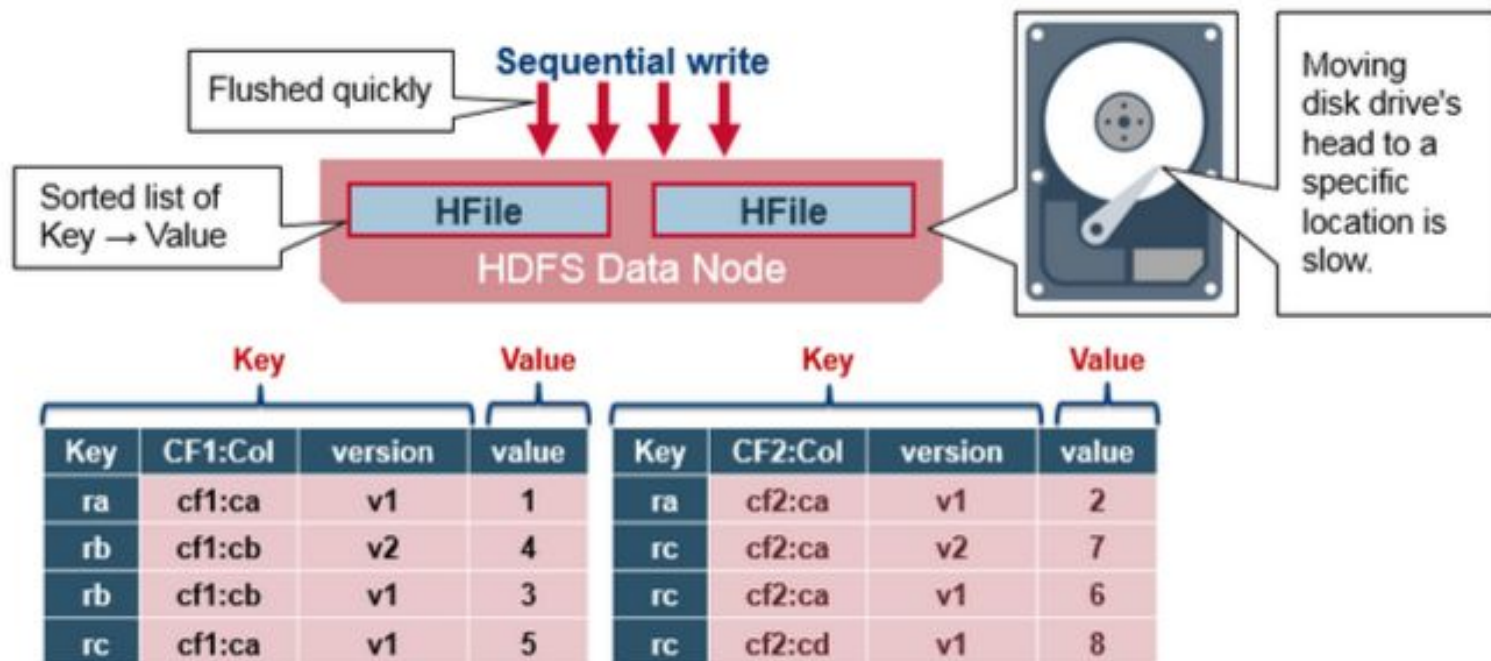 Sequential write
Flushed quickly
Sorted list of
Key → Value
HFile
HFile
HDFS Data Node
Moving
disk drive's
head to a
specific
location is
slow.
Key Value Key Value
Key CF1:Col version value Key CF2:Col version value
ra cf1:ca v1 1 ra cf2:ca v1 2
rb cf1:cb v2 4 rc cf2:ca v2 7
rb cf1:cb v1 3 rc cf2:ca v1 6
rc cf1:ca v1 5 rc cf2:cd v1 8